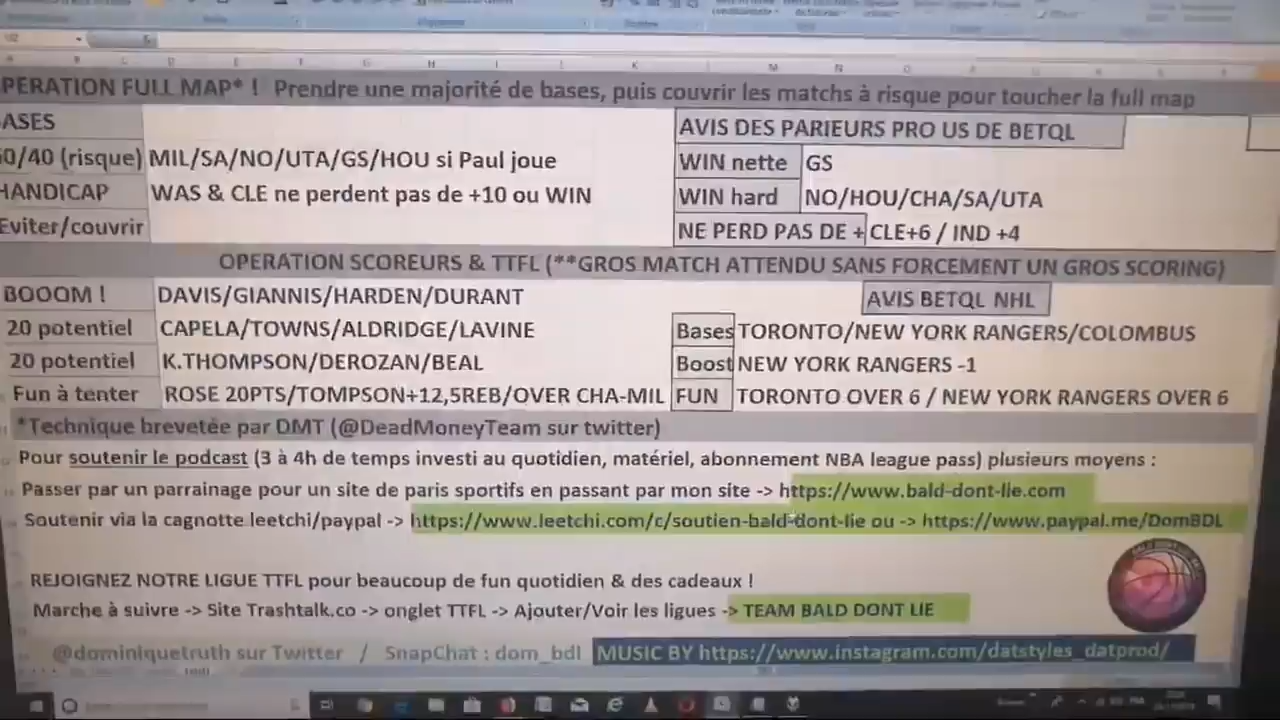 PERATION FULL MAP* ! Prendre une majorité de bases, puis couvrir les matchs à risque pour toucher la full map
ASES
AVIS DES PARIEURS PRO US DE BETQL
60/40 (risque) MIL/SA/NO/UTA/GS/HOU si Paul joue
WIN nette GS
HANDICAP WAS & CLE ne perdent pas de +10 ou WIN
WIN hard NO/HOU/CHA/SA/UTA
Eviter/couvrir
NE PERD PAS DE + CLE+6 / IND +4
OPERATION SCOREURS & TTFL (**GROS MATCH ATTENDU SANS FORCEMENT UN GROS SCORING)
BOOOM ! DAVIS/GIANNIS/HARDEN/DURANT
AVIS BETQL NHL
20 potentiel CAPELA/TOWNS/ALDRIDGE/LAVINE
Bases TORONTO/NEW YORK RANGERS/COLOMBUS
20 potentiel K.THOMPSON/DEROZAN/BEAL
Boost NEW YORK RANGERS -1
Fun à tenter ROSE 20PTS/TOMPSON+12,5REB/OVER CHA-MIL
FUN TORONTO OVER 6 / NEW YORK RANGERS OVER 6
*Technique brevetée par DMT (@DeadMoneyTeam sur twitter)
Pour soutenir le podcast (3 à 4h de temps investi au quotidien, matériel, abonnement NBA league pass) plusieurs moyens :
Passer par un parrainage pour un site de paris sportifs en passant par mon site -> https://www.bald-dont-lie.com
Soutenir via la cagnotte leetchi/paypal -> https://www.leetchi.com/c/soutien-bald-dont-lie ou -> https://www.paypal.me/DomBDL
REJOIGNEZ NOTRE LIGUE TTFL pour beaucoup de fun quotidien & des cadeaux !
Marche à suivre -> Site Trashtalk.co -> onglet TTFL -> Ajouter/Voir les ligues -> TEAM BALD DONT LIE
@dominiquetruth sur Twitter / SnapChat : dom_bdl MUSIC BY https://www.instagram.com/datstyles_datprod/